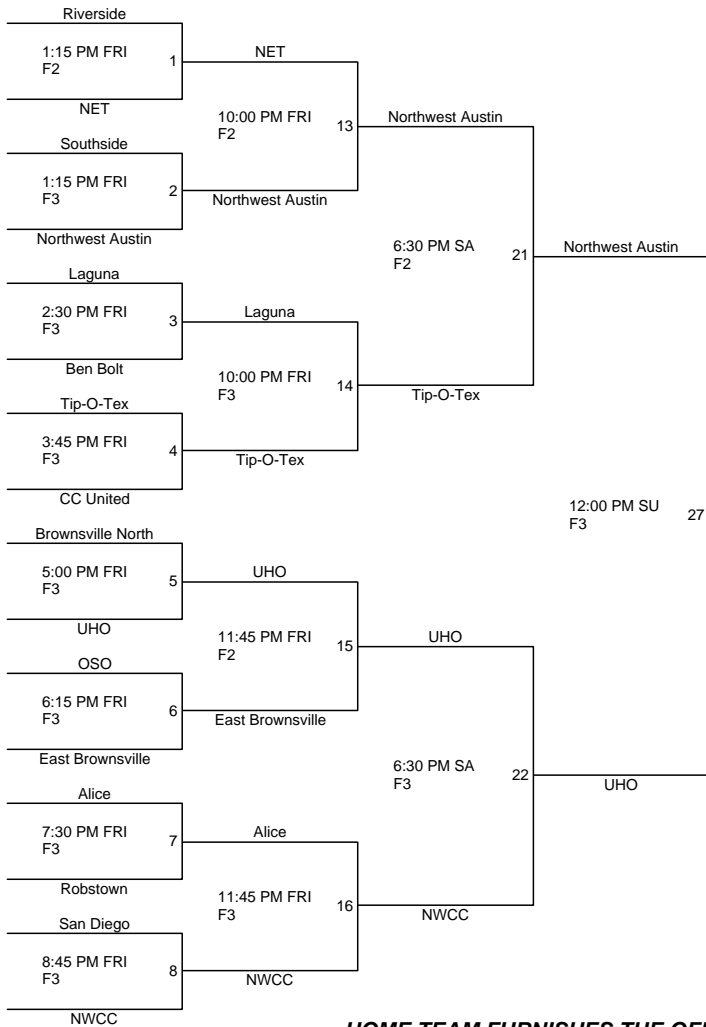 Riverside
1:15 PM FRI
F2
1
NET
Southside
1:15 PM FRI
F3
2
Northwest Austin
Laguna
2:30 PM FRI
F3
3
Ben Bolt
Tip-O-Tex
3:45 PM FRI
F3
4
CC United
Brownsville North
5:00 PM FRI
F3
5
UHO
OSO
6:15 PM FRI
F3
6
East Brownsville
Alice
7:30 PM FRI
F3
7
Robstown
San Diego
8:45 PM FRI
F3
8
NWCC
NET
10:00 PM FRI
F2
13
Northwest Austin
Laguna
10:00 PM FRI
F3
14
Tip-O-Tex
UHO
11:45 PM FRI
F2
15
East Brownsville
Alice
11:45 PM FRI
F3
16
NWCC
Northwest Austin
6:30 PM SA
F2
21
Tip-O-Tex
UHO
6:30 PM SA
F3
22
NWCC
Northwest Austin
12:00 PM SU
F3
27
UHO